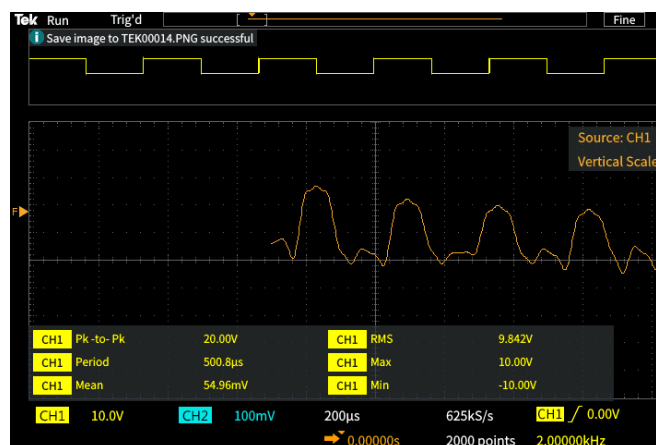 Tek Run Trig'd [ ] Fine
i Save image to TEK00014.PNG successful
Source: CH1
Vertical Scale
F
CH1 Pk -to- Pk 20.00V CH1 RMS 9.842V
CH1 Period 500.8µs CH1 Max 10.00V
CH1 Mean 54.96mV CH1 Min -10.00V
CH1 10.0V CH2 100mV 200µs 625kS/s CH1 0.00V
0.00000s 2000 points 2.00000kHz